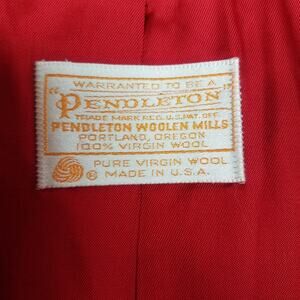 WARRANTED TO BE A
"PENDLETON"
TRADE MARK REG. U.S. PAT. OFF.
PENDLETON WOOLEN MILLS
PORTLAND, OREGON
100% VIRGIN WOOL
PURE VIRGIN WOOL
® MADE IN U.S.A.